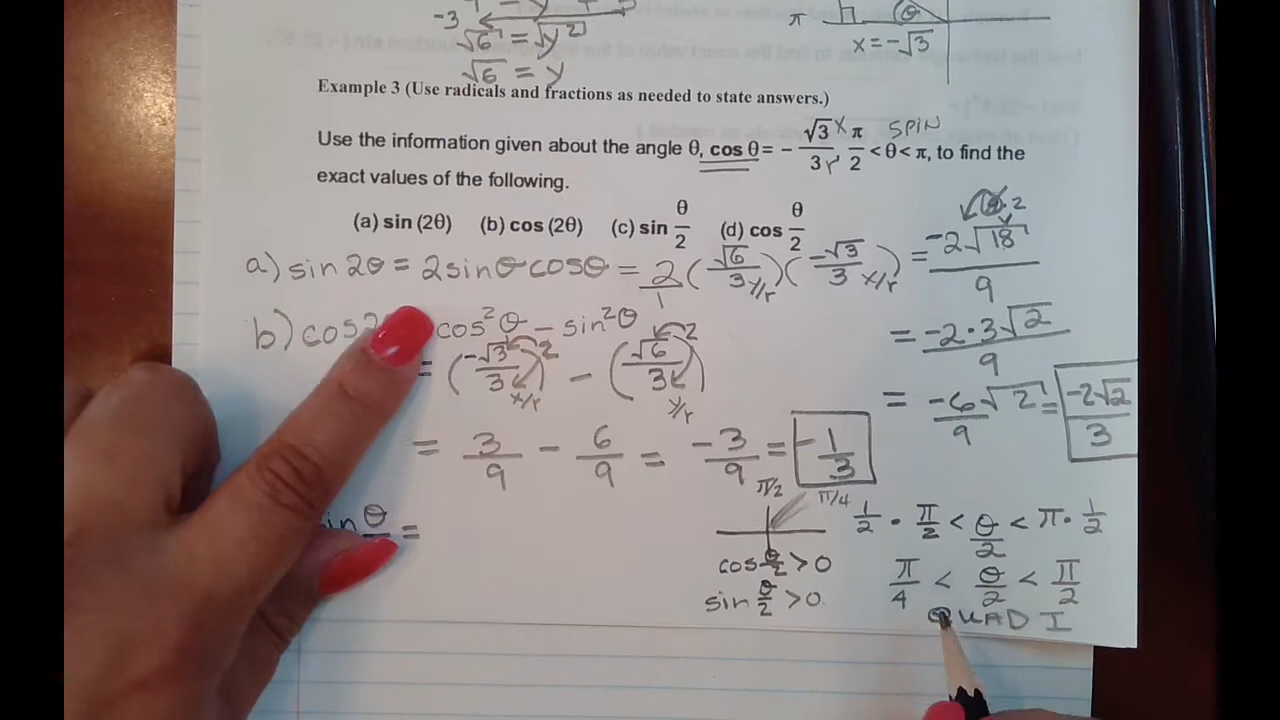 -3
√6 = √y²
√6 = y
π θ
x = -√3
Example 3 (Use radicals and fractions as needed to state answers.)
Use the information given about the angle θ, cos θ = - √3/3 x r π/2 < θ < π, to find the SPIN
exact values of the following.
(a) sin (2θ) (b) cos (2θ) (c) sin θ/2 (d) cos θ/2
a) sin 2θ = 2 sin θ cos θ = 2/1 (√6/3 y/r)(-√3/3 x/r) = -2√18/9
= -2·3√2/9
= -6√2/9 = -2√2/3
b) cos2 cos²θ - sin²θ
= (-√3/3 x/r)² - (√6/3 y/r)²
= 3/9 - 6/9 = -3/9 = -1/3
in θ =
π/2 π/4
cos θ/2 > 0
sin θ/2 > 0
1/2 · π/2 < θ/2 < π · 1/2
π/4 < θ/2 < π/2
QUAD I